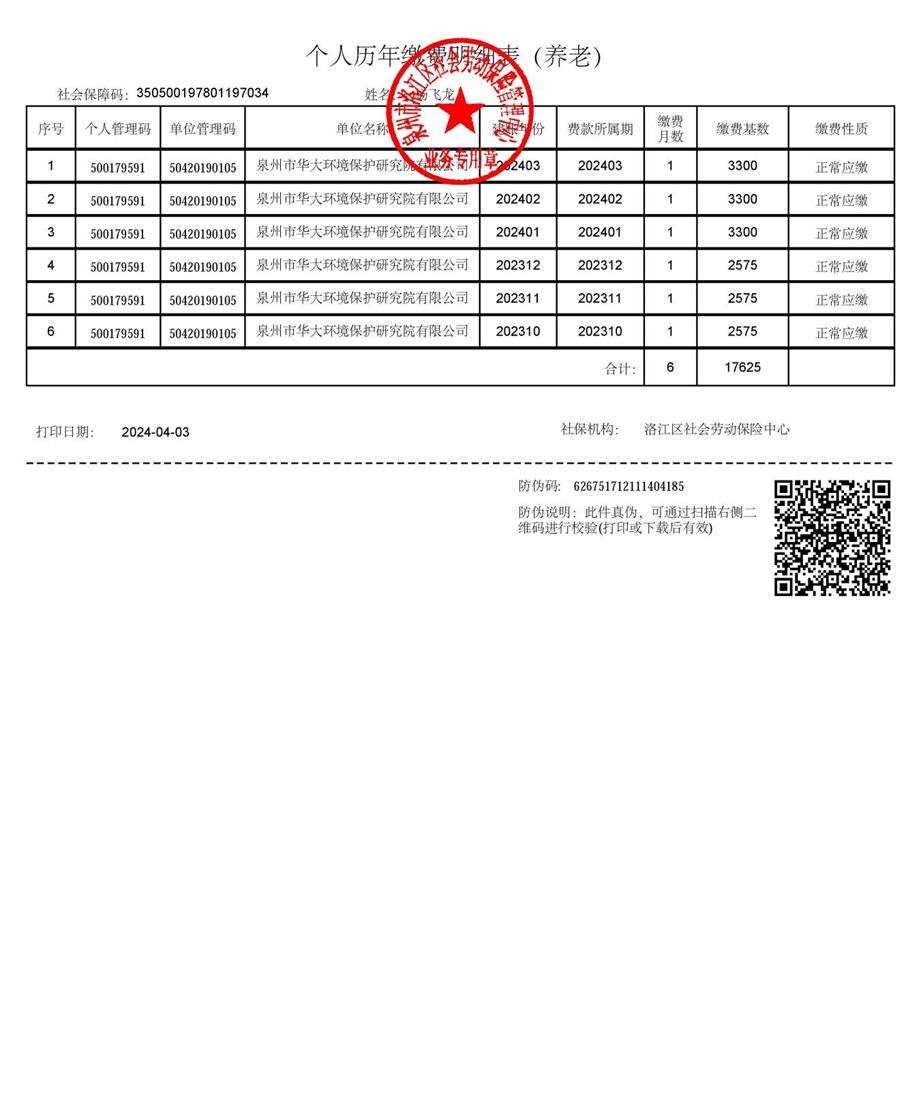 个人历年缴费明细表（养老）
社会保障码：350500197801197034 姓名：杨飞龙
序号 个人管理码 单位管理码 单位名称 建账年份 费款所属期 缴费月数 缴费基数 缴费性质
1 500179591 50420190105 泉州市华大环境保护研究院有限公司 202403 202403 1 3300 正常应缴
2 500179591 50420190105 泉州市华大环境保护研究院有限公司 202402 202402 1 3300 正常应缴
3 500179591 50420190105 泉州市华大环境保护研究院有限公司 202401 202401 1 3300 正常应缴
4 500179591 50420190105 泉州市华大环境保护研究院有限公司 202312 202312 1 2575 正常应缴
5 500179591 50420190105 泉州市华大环境保护研究院有限公司 202311 202311 1 2575 正常应缴
6 500179591 50420190105 泉州市华大环境保护研究院有限公司 202310 202310 1 2575 正常应缴
合计： 6 17625
业务专用章
打印日期： 2024-04-03 社保机构： 洛江区社会劳动保险中心
防伪码： 626751712111404185
防伪说明：此件真伪，可通过扫描右侧二
维码进行校验(打印或下载后有效)